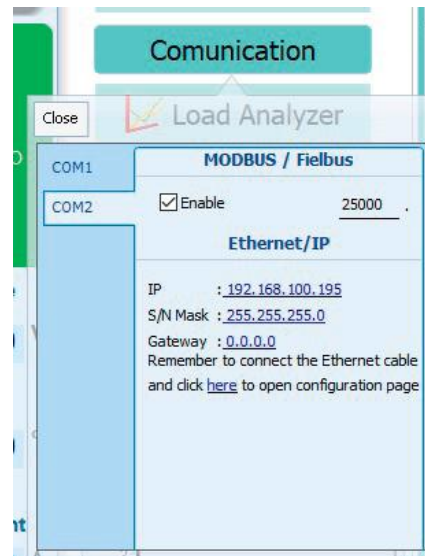 Comunication
Close
Load Analyzer
COM1
COM2
MODBUS / Fielbus
Enable
25000 .
Ethernet/IP
IP : 192.168.100.195
S/N Mask : 255.255.255.0
Gateway : 0.0.0.0
Remember to connect the Ethernet cable
and click here to open configuration page